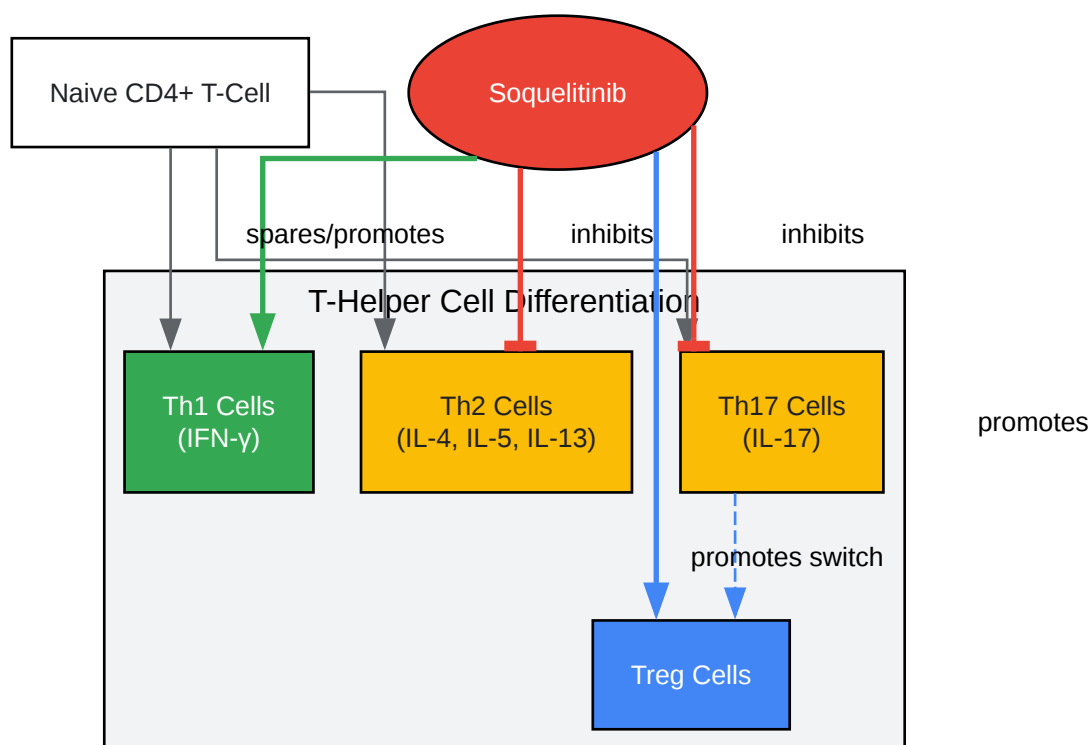 Naive CD4+ T-Cell
Soquelitinib
spares/promotes
inhibits
inhibits
T-Helper Cell Differentiation
Th1 Cells
(IFN-γ)
Th2 Cells
(IL-4, IL-5, IL-13)
Th17 Cells
(IL-17)
promotes
promotes switch
Treg Cells